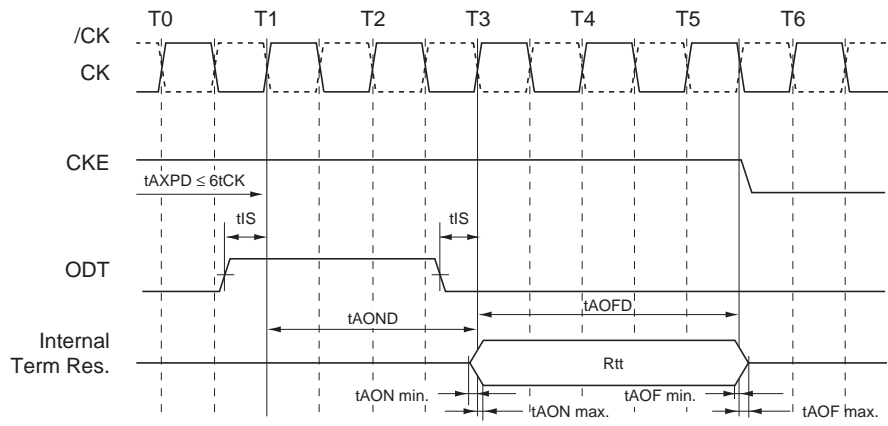 T0 T1 T2 T3 T4 T5 T6
/CK
CK
CKE
tAXPD ≤ 6tCK
tIS tIS
ODT
tAOND tAOFD
Internal
Term Res.
Rtt
tAON min. tAOF min.
tAON max. tAOF max.